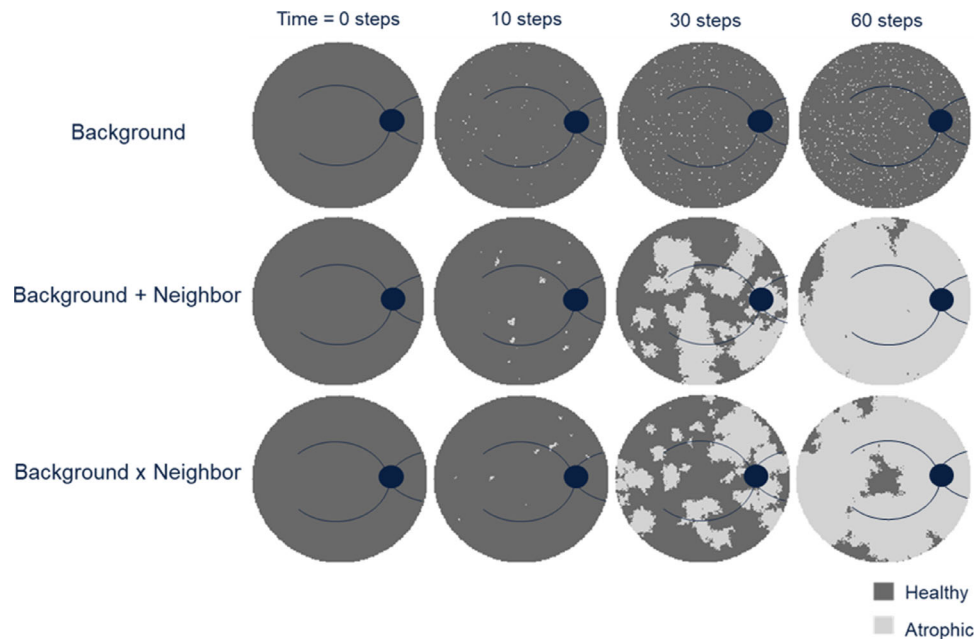 Time = 0 steps
10 steps
30 steps
60 steps
Background
Background + Neighbor
Background x Neighbor
Healthy
Atrophic